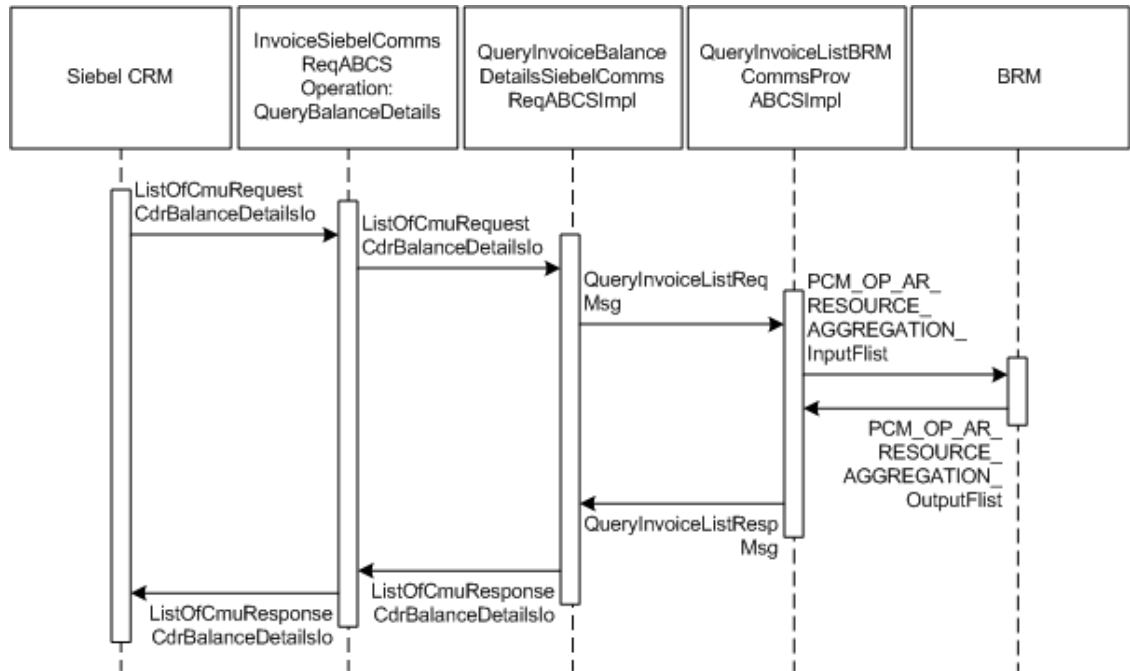 Siebel CRM
InvoiceSiebelComms
ReqABCS
Operation:
QueryBalanceDetails
QueryInvoiceBalance
DetailsSiebelComms
ReqABCSImpl
QueryInvoiceListBRM
CommsProv
ABCSImpl
BRM
ListOfCmuRequest
CdrBalanceDetailsIo
ListOfCmuRequest
CdrBalanceDetailsIo
QueryInvoiceListReq
Msg
PCM_OP_AR_
RESOURCE_
AGGREGATION_
InputFlist
PCM_OP_AR_
RESOURCE_
AGGREGATION_
OutputFlist
QueryInvoiceListResp
Msg
ListOfCmuResponse
CdrBalanceDetailsIo
ListOfCmuResponse
CdrBalanceDetailsIo